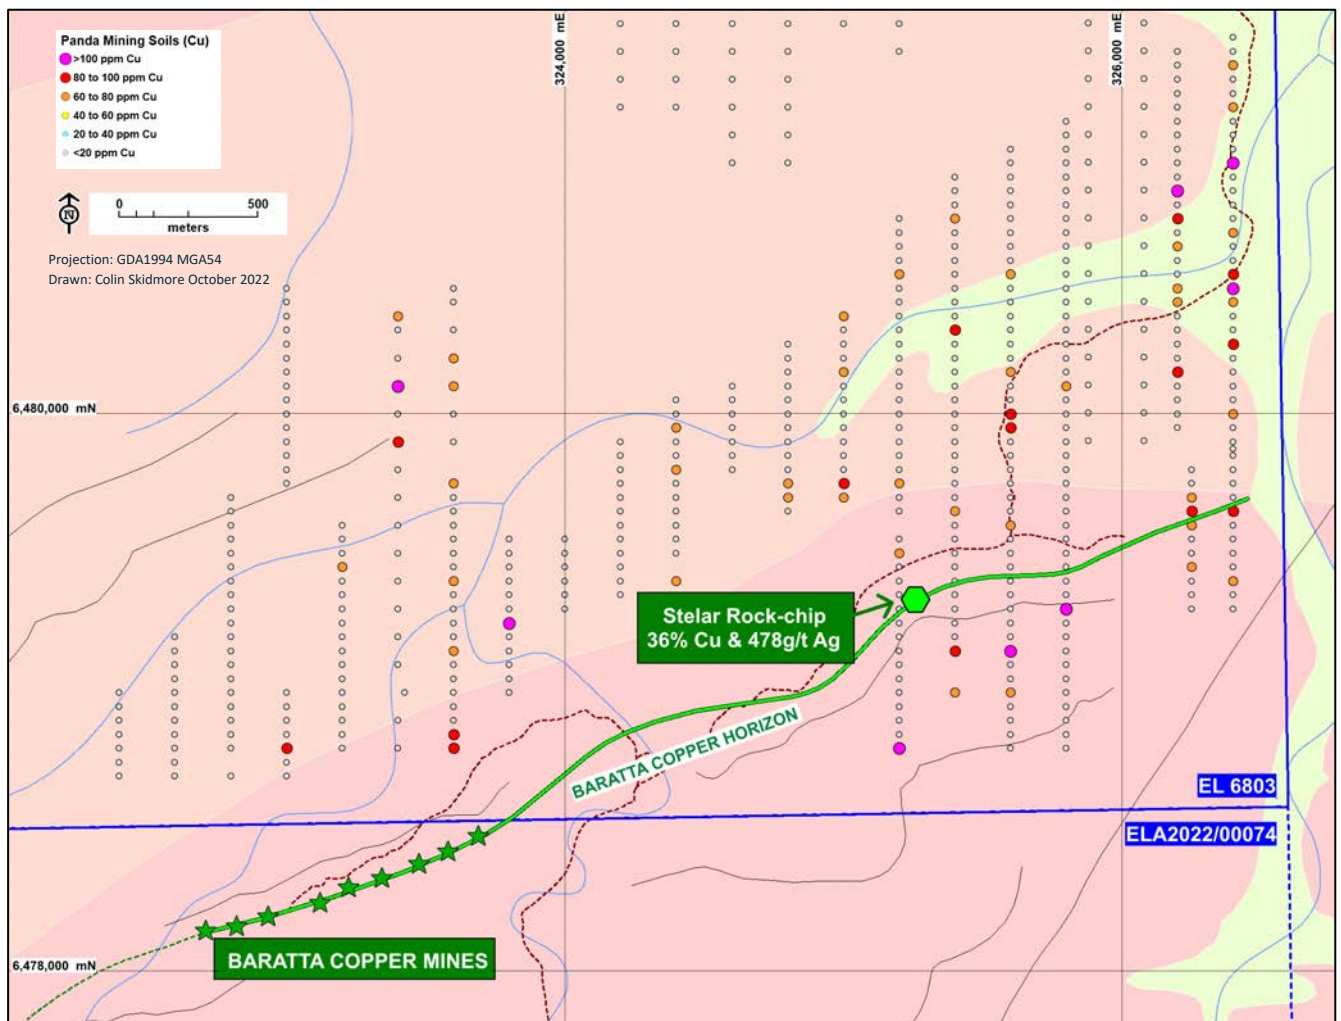 Panda Mining Soils (Cu)
>100 ppm Cu
80 to 100 ppm Cu
60 to 80 ppm Cu
40 to 60 ppm Cu
20 to 40 ppm Cu
<20 ppm Cu
N
0 500
meters
Projection: GDA1994 MGA54
Drawn: Colin Skidmore October 2022
324,000 mE
326,000 mE
6,480,000 mN
Stelar Rock-chip
36% Cu & 478g/t Ag
BARATTA COPPER HORIZON
EL 6803
ELA2022/00074
BARATTA COPPER MINES
6,478,000 mN